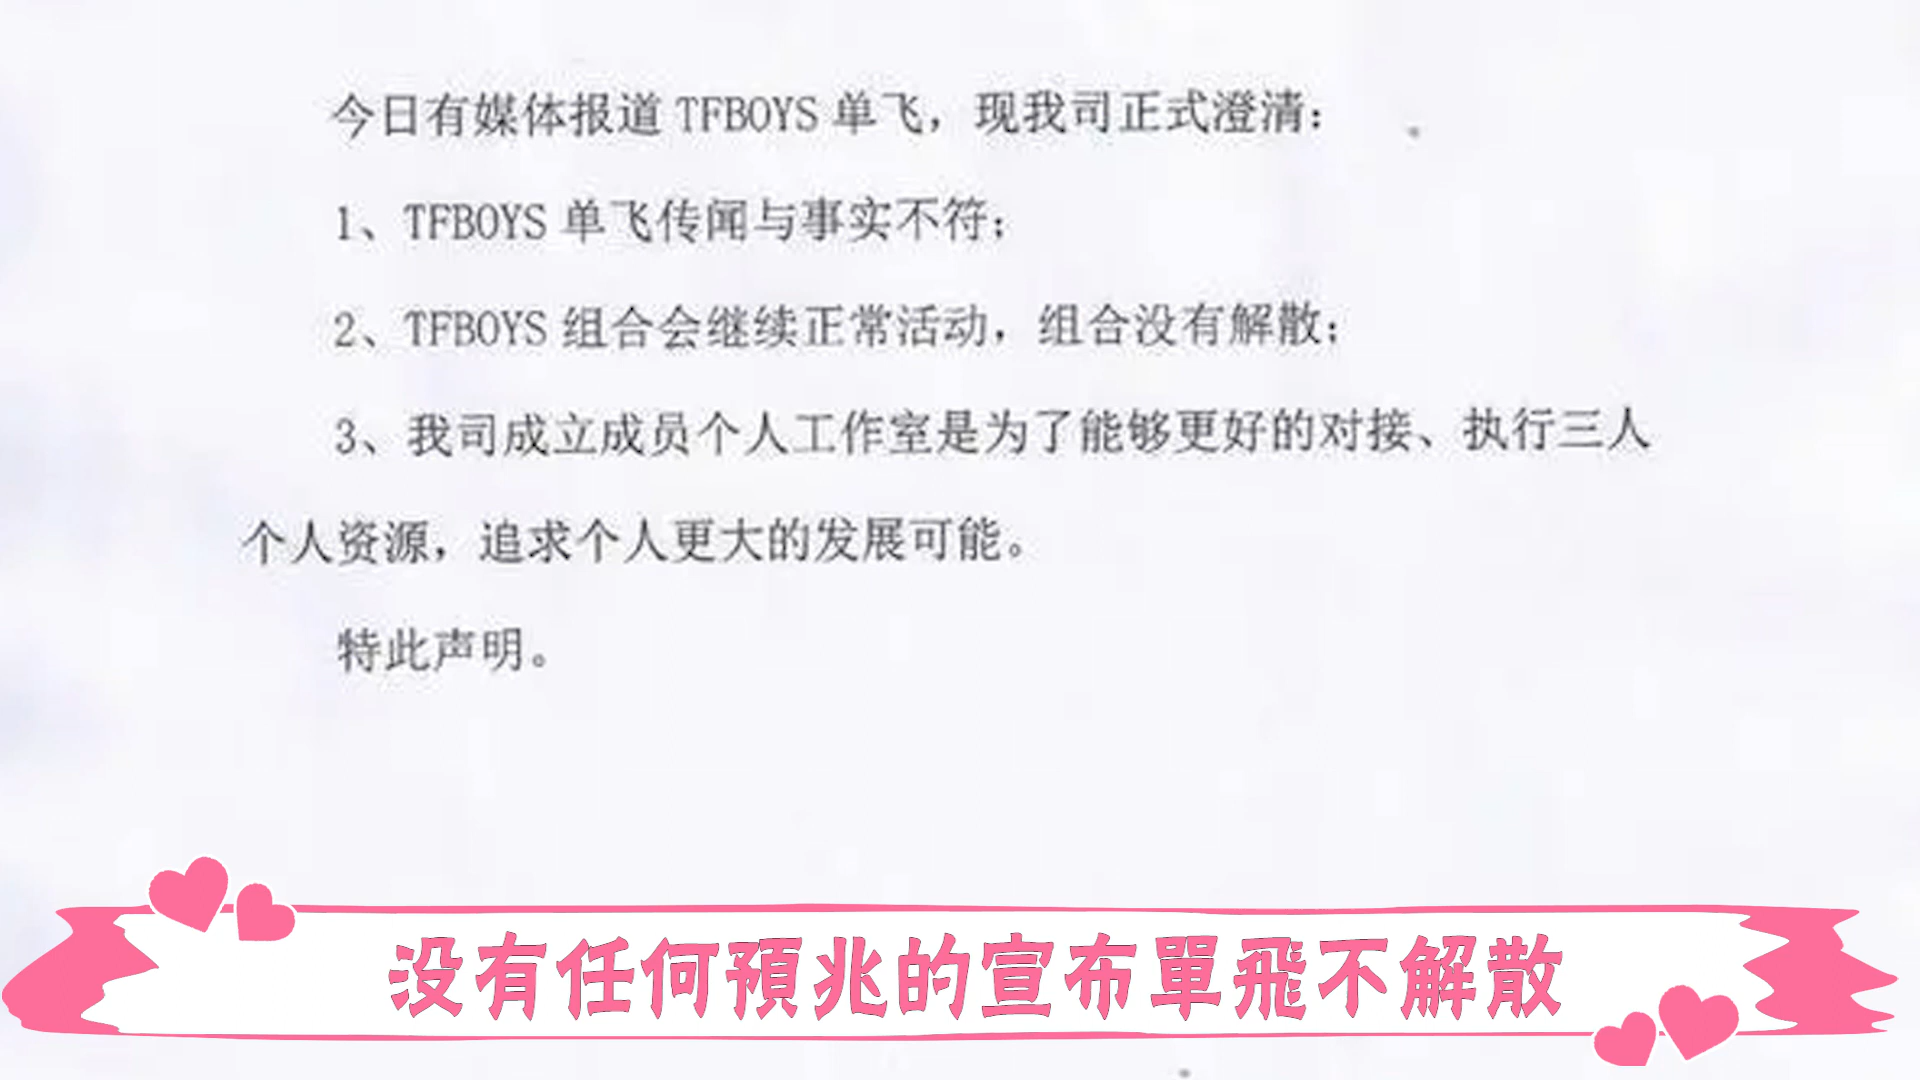 今日有媒体报道 TFBOYS 单飞，现我司正式澄清：
1、TFBOYS 单飞传闻与事实不符；
2、TFBOYS 组合会继续正常活动，组合没有解散；
3、我司成立成员个人工作室是为了能够更好的对接、执行三人
个人资源，追求个人更大的发展可能。
特此声明。
没有任何預兆的宣布單飛不解散